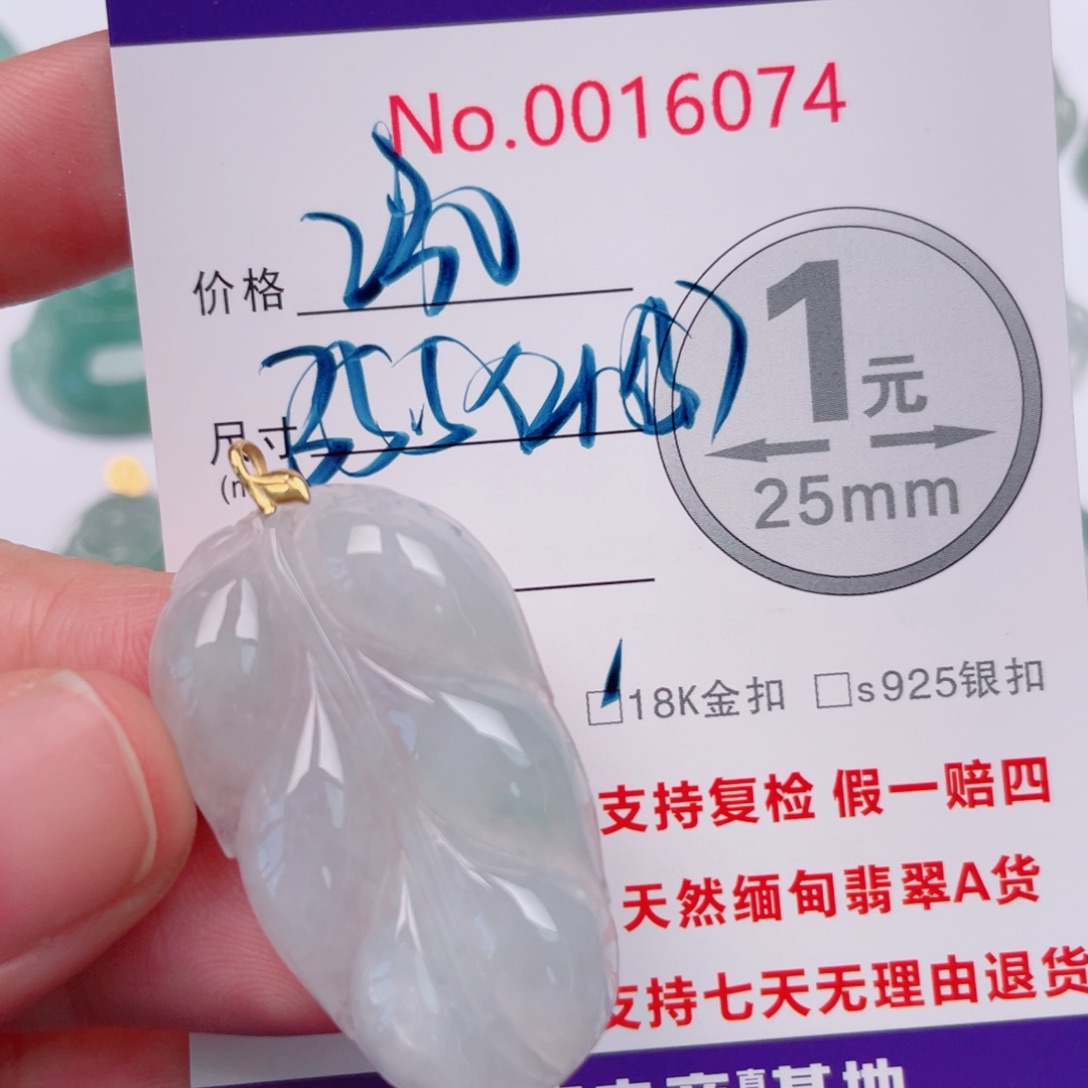 No.0016074
价格
1元
尺寸
25mm
18K金扣 s925银扣
支持复检 假一赔四
天然缅甸翡翠A货
支持七天无理由退货
基地